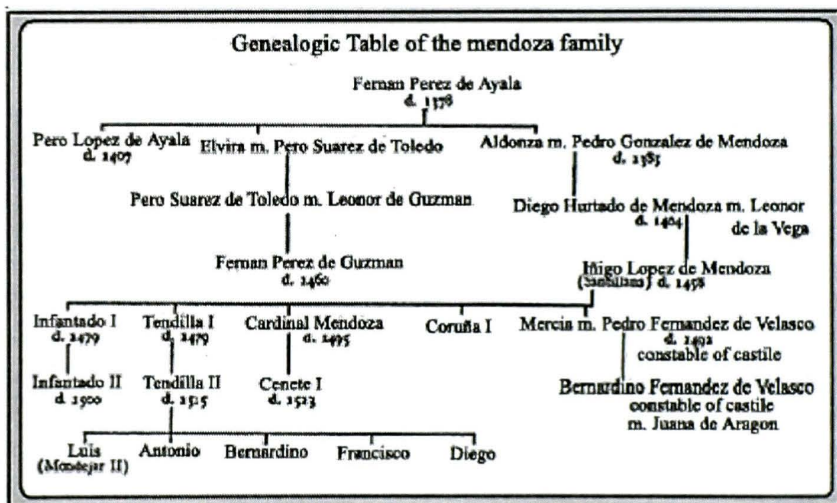 Genealogic Table of the mendoza family
Fernan Perez de Ayala
d. 1378
Pero Lopez de Ayala
d. 1407
Elvira m. Pero Suarez de Toledo
Aldonza m. Pedro Gonzalez de Mendoza
d. 1385
Pero Suarez de Toledo m. Leonor de Guzman
Diego Hurtado de Mendoza m. Leonor
d. 1404
de la Vega
Fernan Perez de Guzman
d. 1460
Iñigo Lopez de Mendoza
(Santillana) d. 1458
Infantado I
d. 1479
Tendilla I
d. 1479
Cardinal Mendoza
d. 1495
Coruña I
Mercia m. Pedro Fernandez de Velasco
d. 1492
constable of castile
Infantado II
d. 1500
Tendilla II
d. 1515
Cenete I
d. 1523
Bernardino Fernandez de Velasco
constable of castile
m. Juana de Aragon
Luis
(Mondejar II)
Antonio
Bernardino
Francisco
Diego